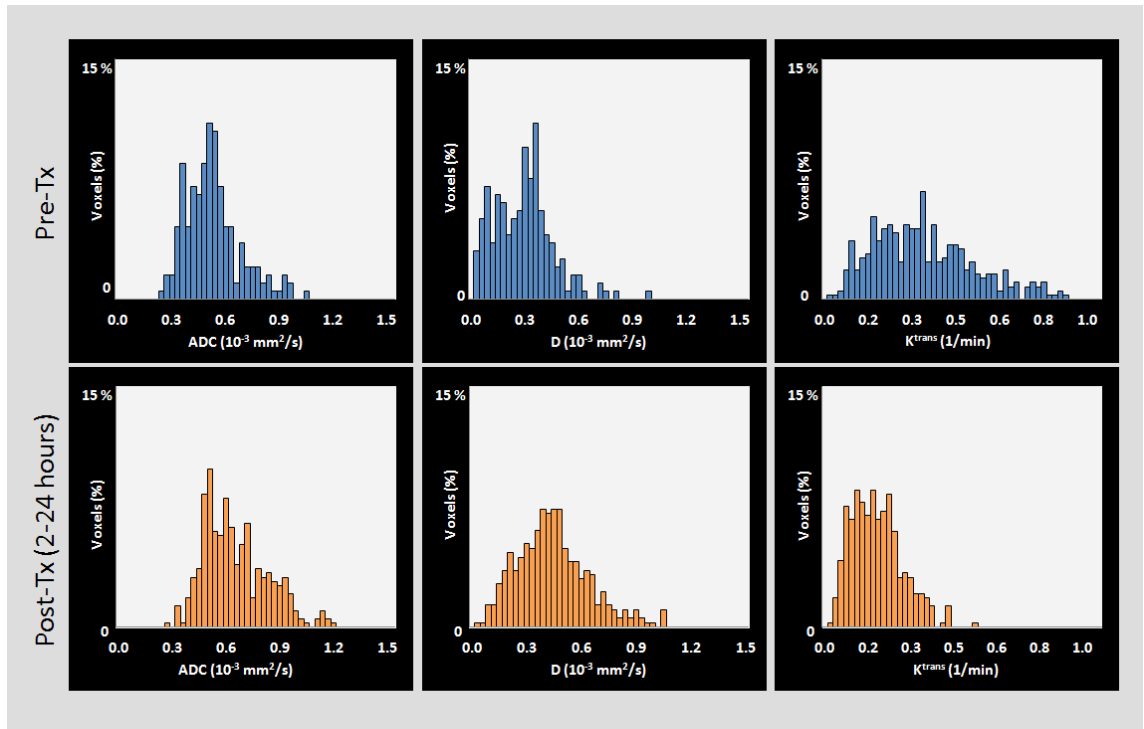 Pre-Tx
15 %
Voxels (%)
0
0.0 0.3 0.6 0.9 1.2 1.5
ADC (10⁻³ mm²/s)
15 %
Voxels (%)
0
0.0 0.3 0.6 0.9 1.2 1.5
D (10⁻³ mm²/s)
15 %
Voxels (%)
0
0.0 0.2 0.3 0.5 0.6 0.8 1.0
Kᵗʳᵃⁿˢ (1/min)
Post-Tx (2-24 hours)
15 %
Voxels (%)
0
0.0 0.3 0.6 0.9 1.2 1.5
ADC (10⁻³ mm²/s)
15 %
Voxels (%)
0
0.0 0.3 0.6 0.9 1.2 1.5
D (10⁻³ mm²/s)
15 %
Voxels (%)
0
0.0 0.2 0.3 0.5 0.6 0.8 1.0
Kᵗʳᵃⁿˢ (1/min)